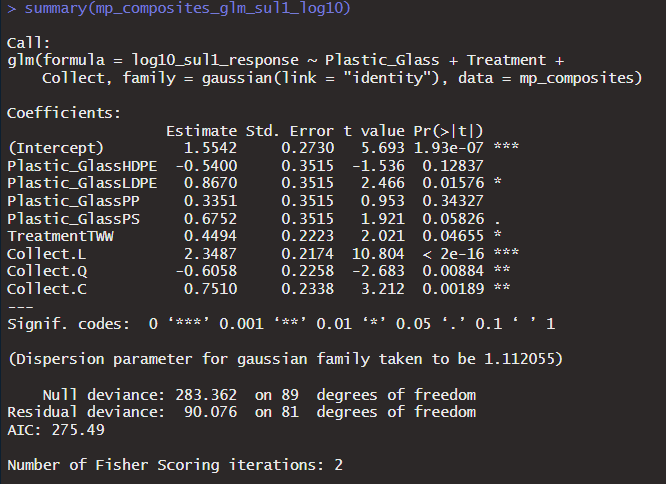 > summary(mp_composites_glm_sul1_log10)
Call:
glm(formula = log10_sul1_response ~ Plastic_Glass + Treatment +
    Collect, family = gaussian(link = "identity"), data = mp_composites)
Coefficients:
                  Estimate Std. Error t value Pr(>|t|)
(Intercept)         1.5542     0.2730   5.693 1.93e-07 ***
Plastic_GlassHDPE  -0.5400     0.3515  -1.536  0.12837
Plastic_GlassLDPE   0.8670     0.3515   2.466  0.01576 *
Plastic_GlassPP     0.3351     0.3515   0.953  0.34327
Plastic_GlassPS     0.6752     0.3515   1.921  0.05826 .
TreatmentTWW        0.4494     0.2223   2.021  0.04655 *
Collect.L           2.3487     0.2174  10.804  < 2e-16 ***
Collect.Q          -0.6058     0.2258  -2.683  0.00884 **
Collect.C           0.7510     0.2338   3.212  0.00189 **
---
Signif. codes:  0 ‘***’ 0.001 ‘**’ 0.01 ‘*’ 0.05 ‘.’ 0.1 ‘ ’ 1
(Dispersion parameter for gaussian family taken to be 1.112055)
    Null deviance: 283.362  on 89  degrees of freedom
Residual deviance:  90.076  on 81  degrees of freedom
AIC: 275.49
Number of Fisher Scoring iterations: 2